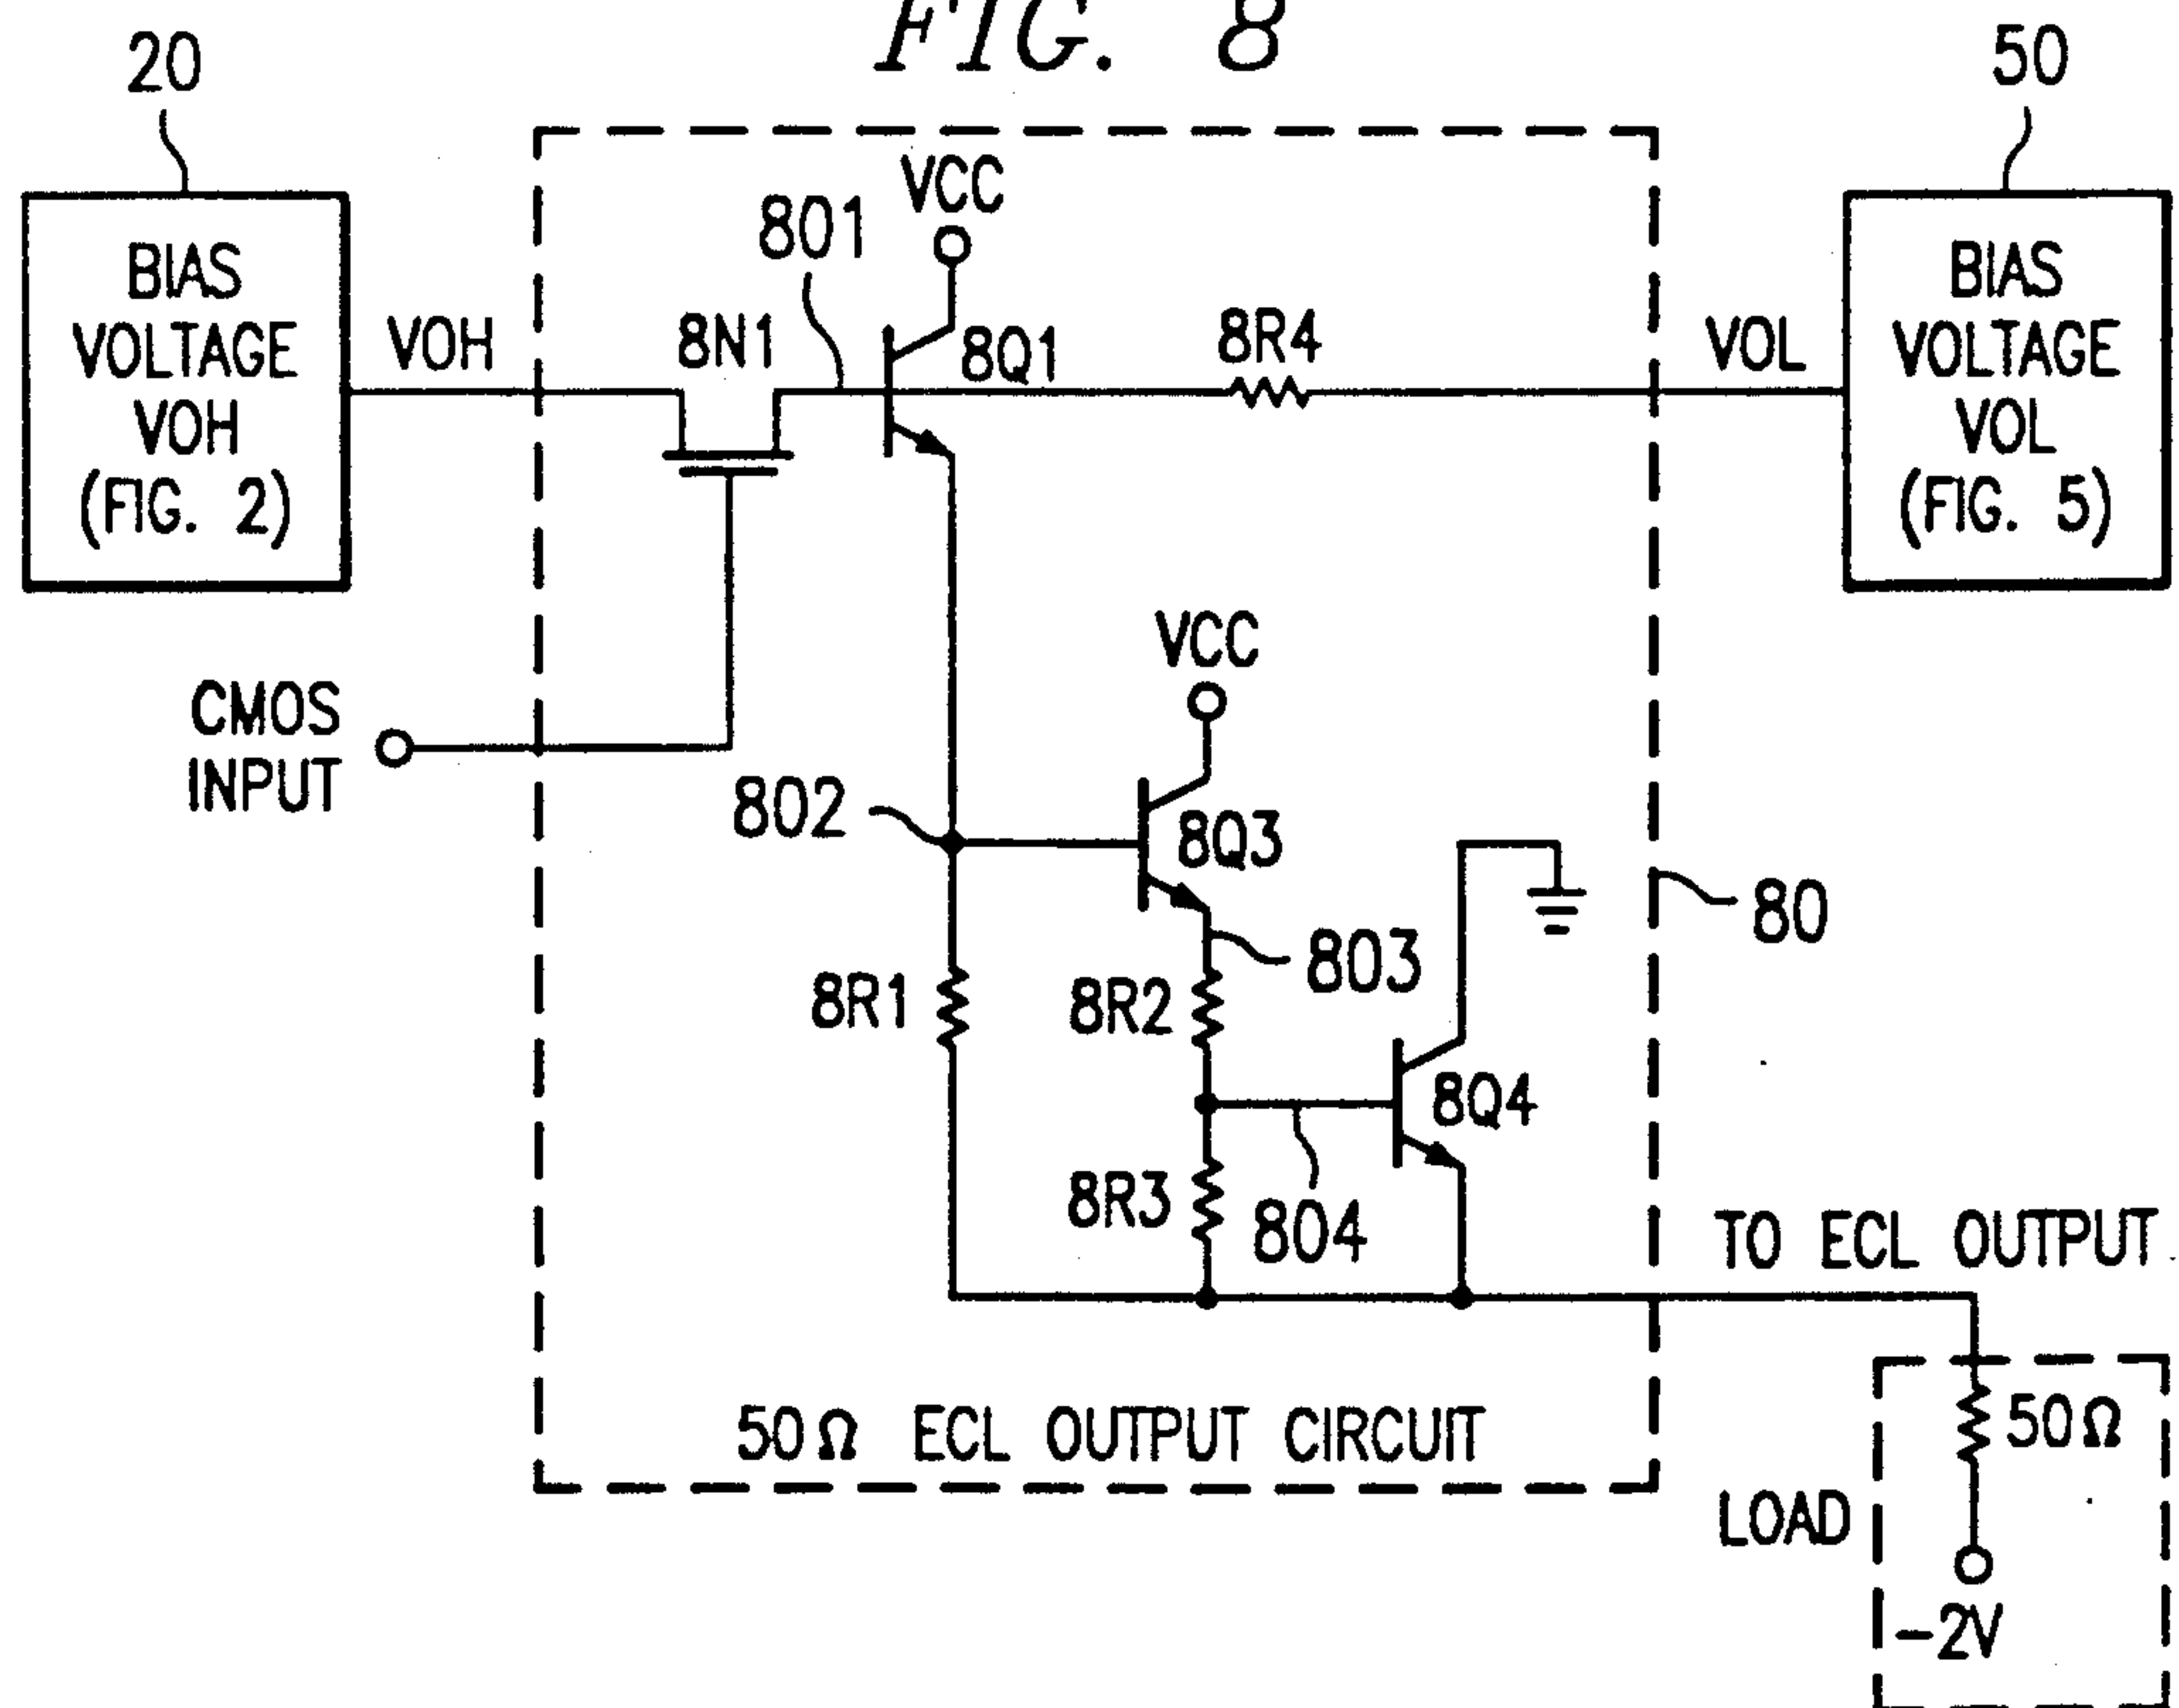 FIG. 8
20
50
BIAS
VOLTAGE
VOH
(FIG. 2)
VOH
8N1
801
VCC
8Q1
8R4
VOL
BIAS
VOLTAGE
VOL
(FIG. 5)
CMOS
INPUT
802
VCC
8Q3
803
80
8R1
8R2
8Q4
8R3
804
TO ECL OUTPUT
50Ω ECL OUTPUT CIRCUIT
50Ω
LOAD
-2V